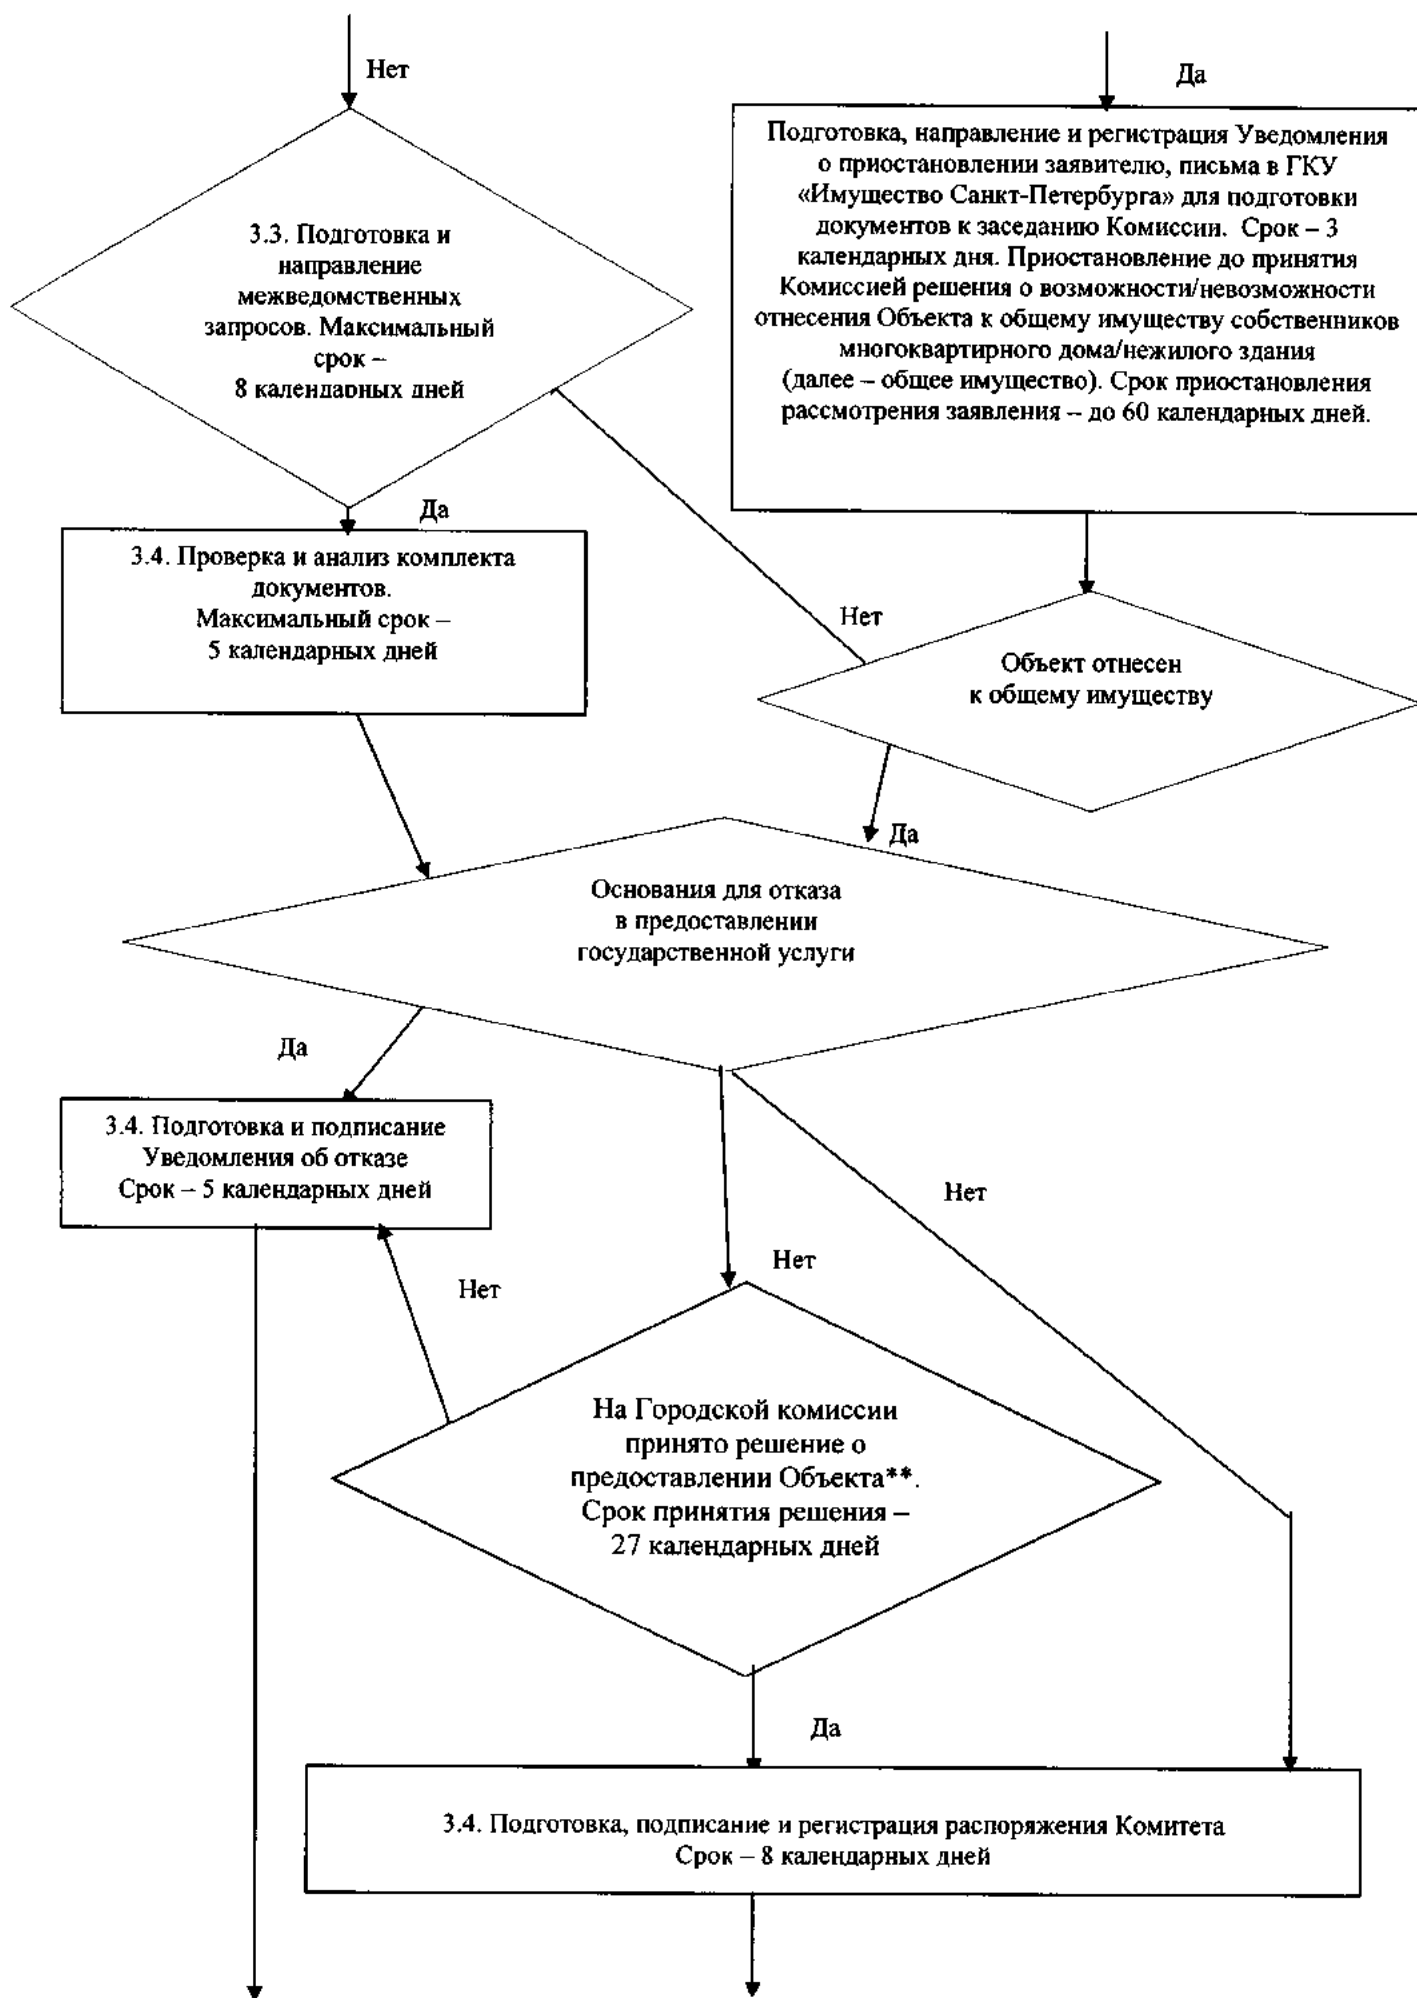 Нет
Да
3.3. Подготовка и
направление
межведомственных
запросов. Максимальный
срок –
8 календарных дней
Подготовка, направление и регистрация Уведомления
о приостановлении заявителю, письма в ГКУ
«Имущество Санкт-Петербурга» для подготовки
документов к заседанию Комиссии. Срок – 3
календарных дня. Приостановление до принятия
Комиссией решения о возможности/невозможности
отнесения Объекта к общему имуществу собственников
многоквартирного дома/нежилого здания
(далее – общее имущество). Срок приостановления
рассмотрения заявления – до 60 календарных дней.
Да
3.4. Проверка и анализ комплекта
документов.
Максимальный срок –
5 календарных дней
Нет
Объект отнесен
к общему имуществу
Да
Основания для отказа
в предоставлении
государственной услуги
Да
3.4. Подготовка и подписание
Уведомления об отказе
Срок – 5 календарных дней
Нет
Нет
Нет
На Городской комиссии
принято решение о
предоставлении Объекта**.
Срок принятия решения –
27 календарных дней
Да
3.4. Подготовка, подписание и регистрация распоряжения Комитета
Срок – 8 календарных дней